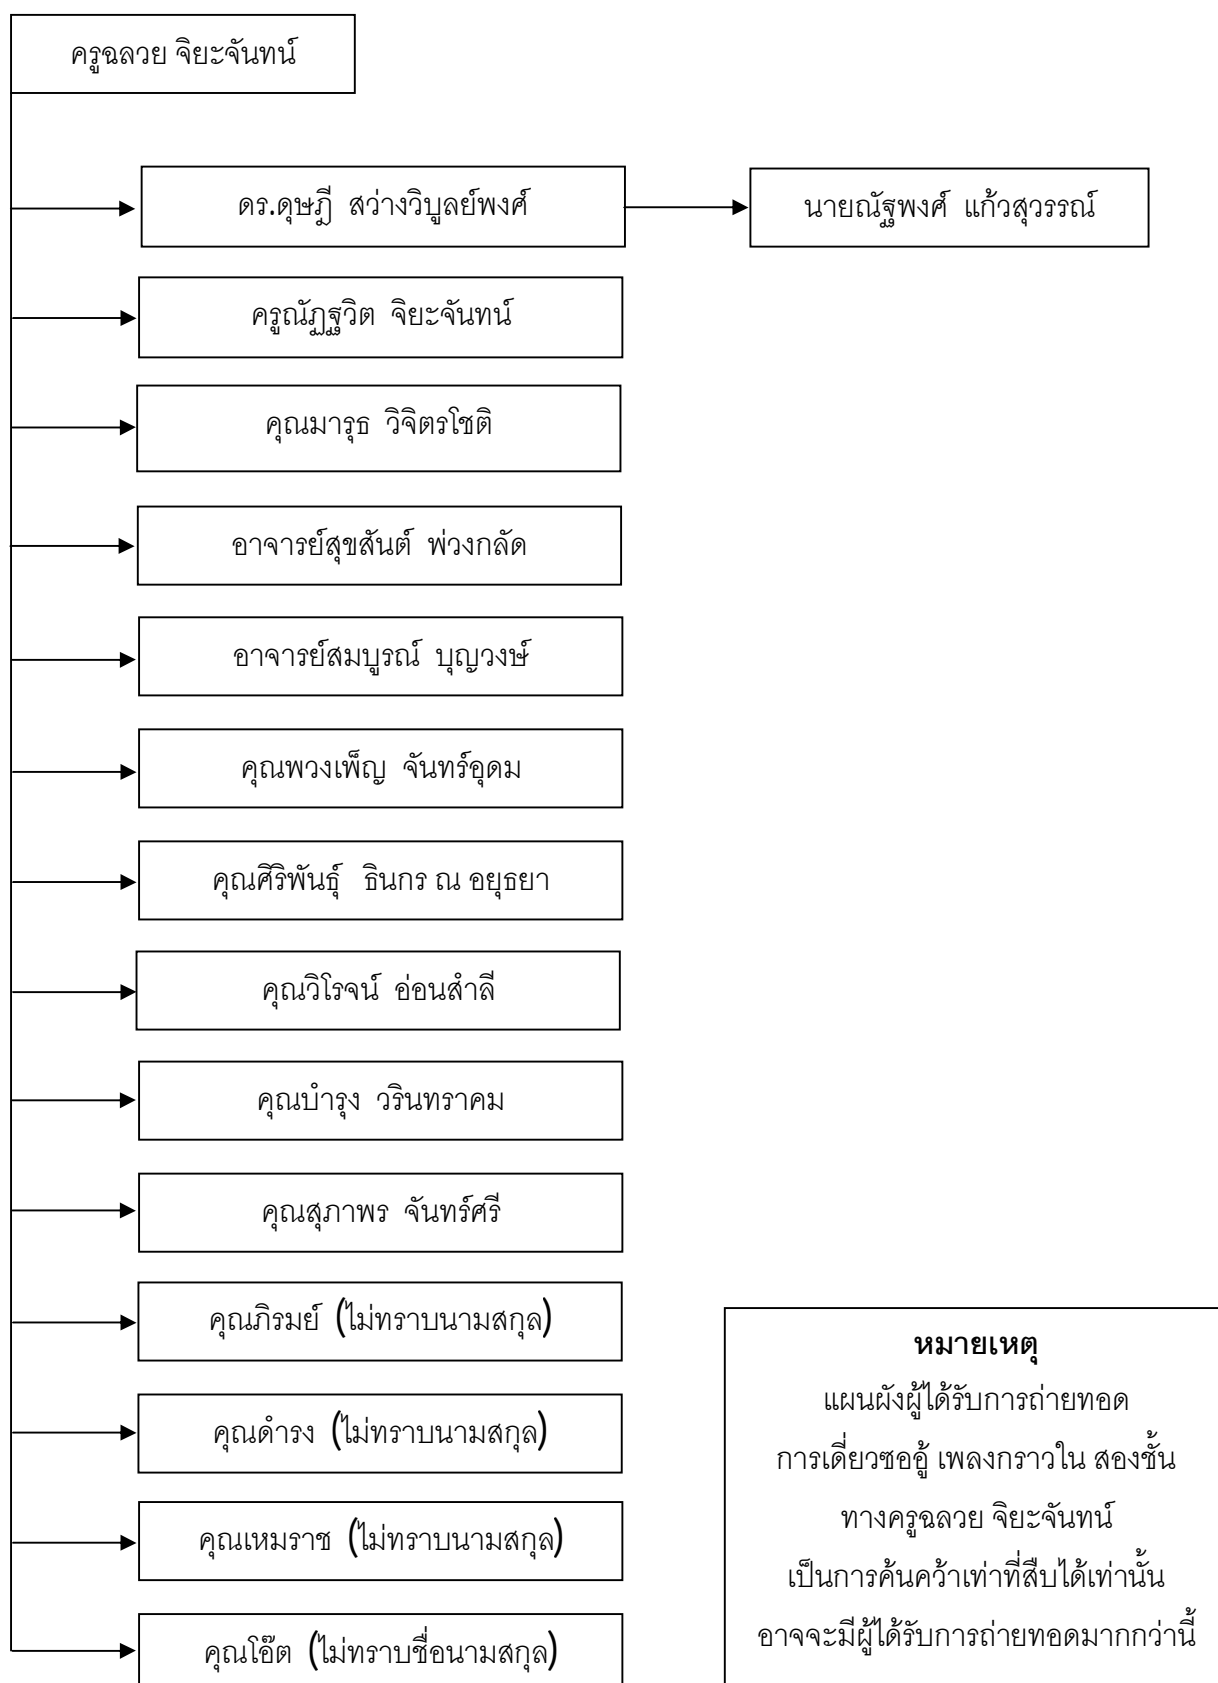 ครูฉลวย จิยะจันทน์
ดร.ดุษฎี สว่างวิบูลย์พงศ์
นายณัฐพงศ์ แก้วสุวรรณ์
ครูณัฏฐวิต จิยะจันทน์
คุณมารุธ วิจิตรโชติ
อาจารย์สุขสันต์ พ่วงกลัด
อาจารย์สมบูรณ์ บุญวงษ์
คุณพวงเพ็ญ จันทร์อุดม
คุณศิริพันธุ์ ธินกร ณ อยุธยา
คุณวิโรจน์ อ่อนสำลี
คุณบำรุง วรินทราคม
คุณสุภาพร จันทร์ศรี
คุณภิรมย์ (ไม่ทราบนามสกุล)
คุณดำรง (ไม่ทราบนามสกุล)
คุณเหมราช (ไม่ทราบนามสกุล)
คุณโอ๊ต (ไม่ทราบชื่อนามสกุล)
หมายเหตุ
แผนผังผู้ได้รับการถ่ายทอด
การเดี่ยวซออู้ เพลงกราวใน สองชั้น
ทางครูฉลวย จิยะจันทน์
เป็นการค้นคว้าเท่าที่สืบได้เท่านั้น
อาจจะมีผู้ได้รับการถ่ายทอดมากกว่านี้